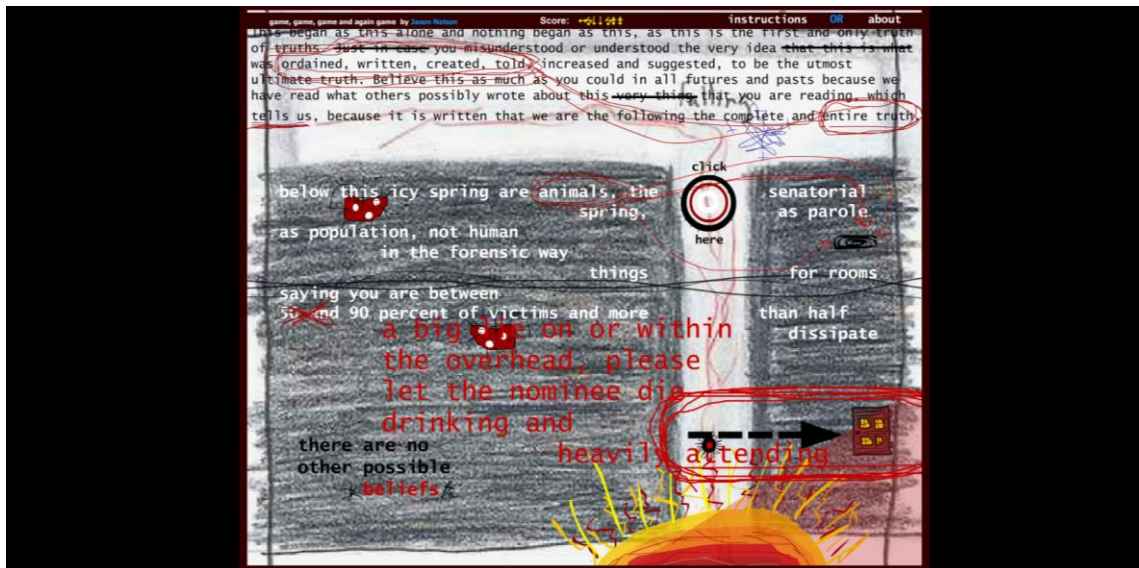 game, game, game and again game by Jason Nelson Score: instructions OR about
This began as this alone and nothing began as this, as this is the first and only truth
of truths. Just in case you misunderstood or understood the very idea that this is what
was ordained, written, created, told, increased and suggested, to be the utmost
ultimate truth. Believe this as much as you could in all futures and pasts because we
have read what others possibly wrote about this very thing that you are reading, which
tells us, because it is written that we are the following the complete and entire truth.
click
below this icy spring are animals, the senatorial
spring, as parole
as population, not human
here
in the forensic way
things for rooms
saying you are between
50 and 90 percent of victims and more than half
a big lie on or within
dissipate
the overhead, please
let the nominee die
drinking and
there are no
heavily attending
other possible
beliefs